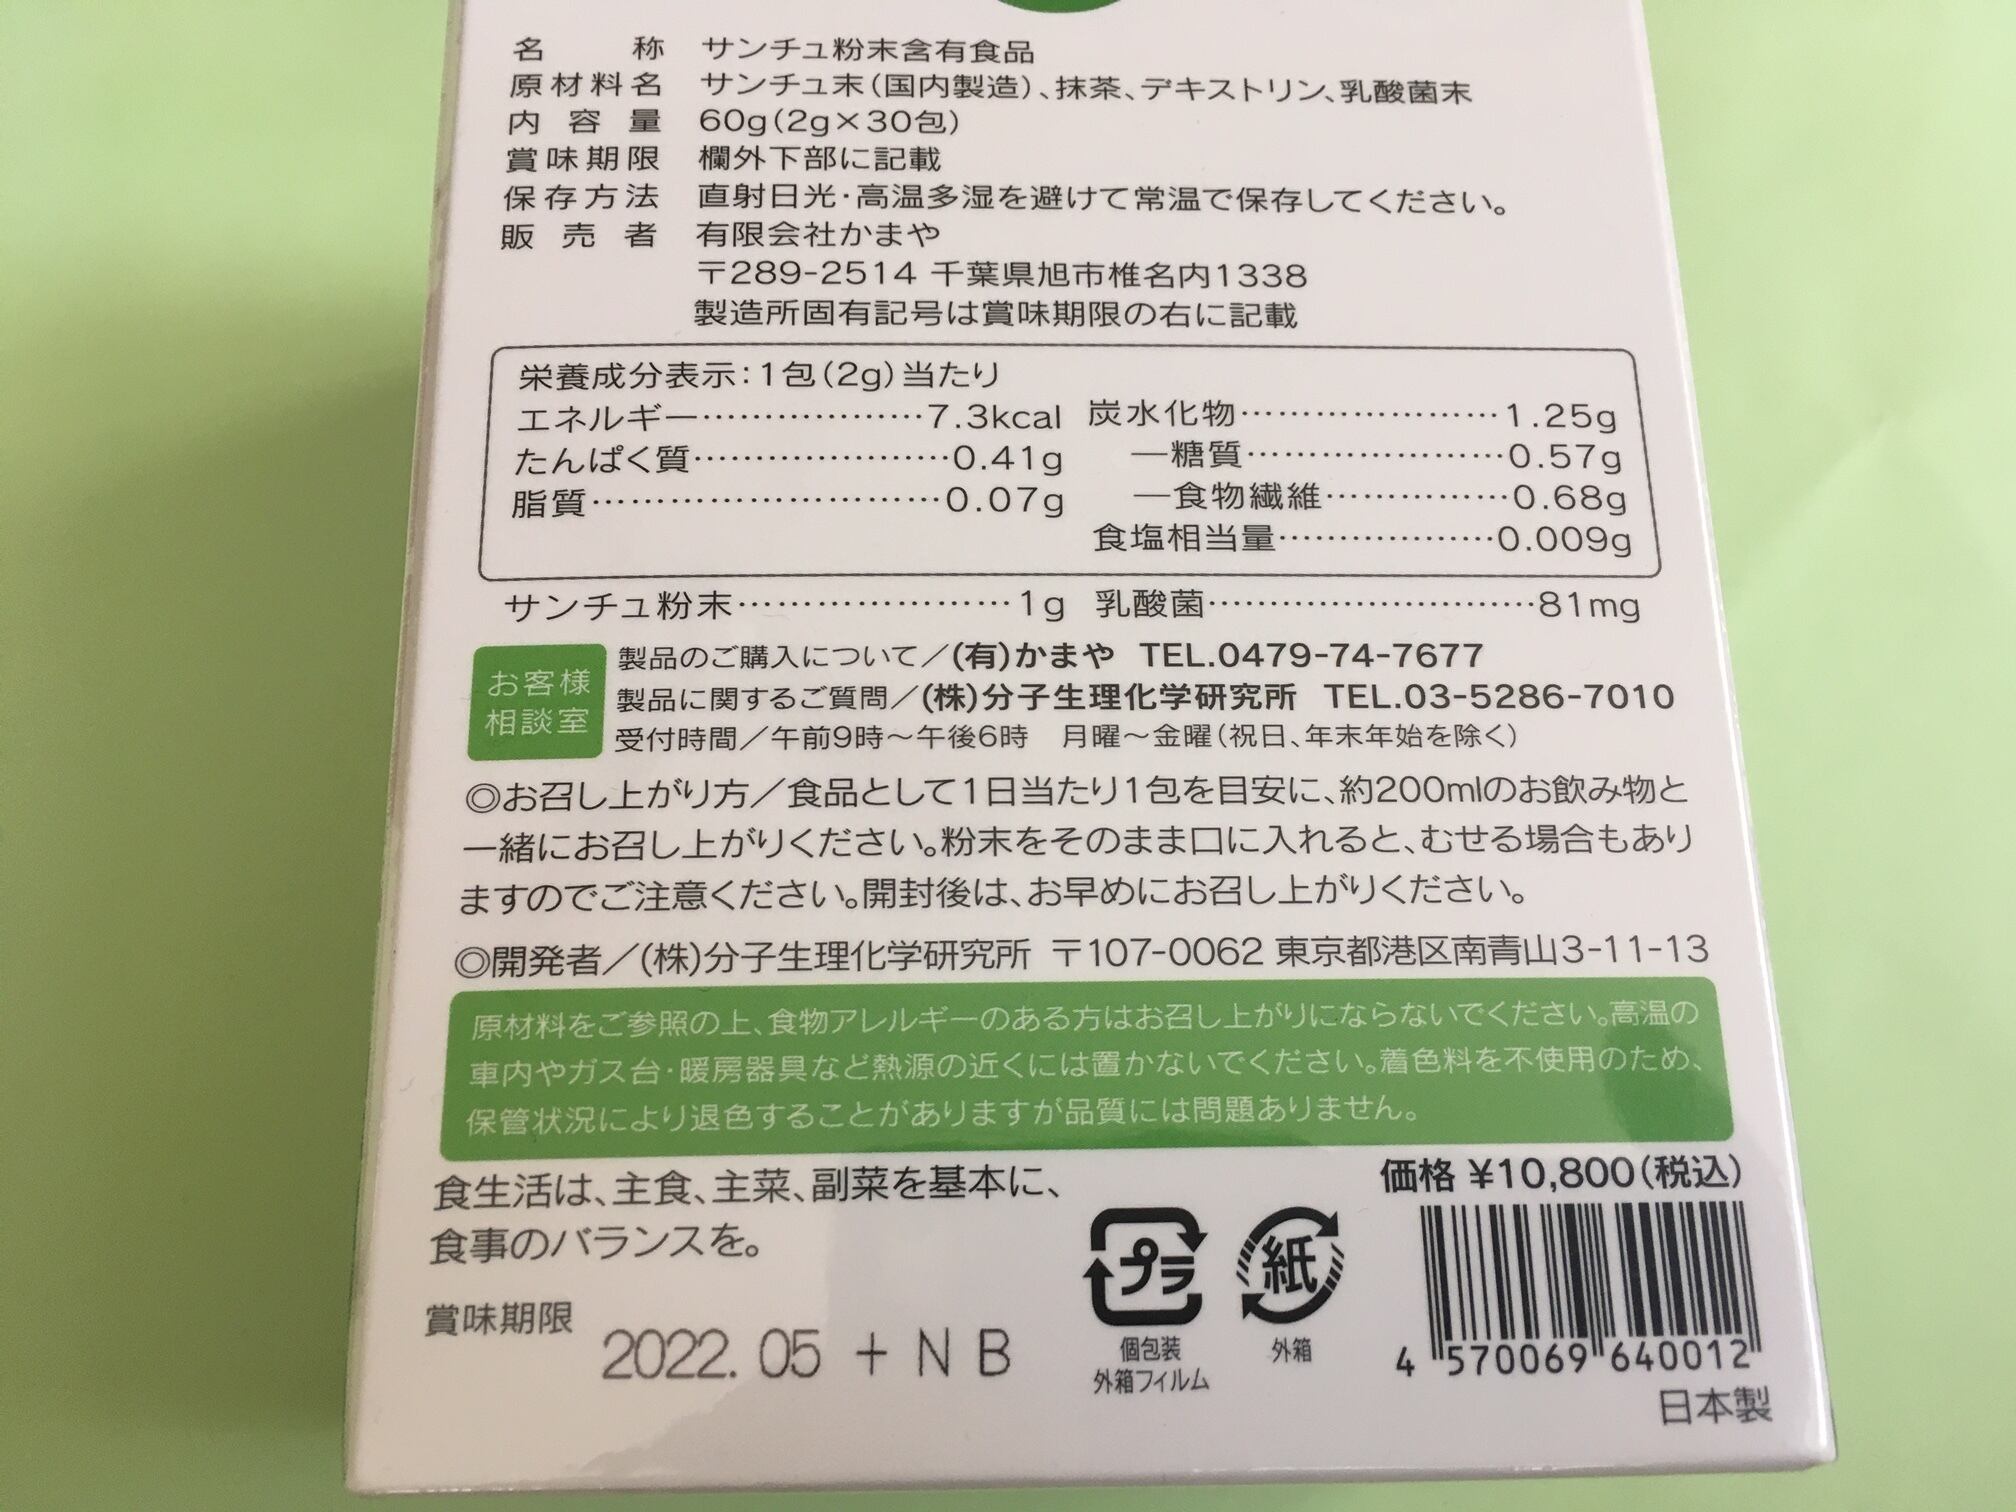 名称 サンチュ粉末含有食品
原材料名 サンチュ末(国内製造)、抹茶、デキストリン、乳酸菌末
内容量 60g(2g×30包)
賞味期限 欄外下部に記載
保存方法 直射日光・高温多湿を避けて常温で保存してください。
販売者 有限会社かまや
〒289-2514 千葉県旭市椎名内1338
製造所固有記号は賞味期限の右に記載
栄養成分表示:1包(2g)当たり
エネルギー………………7.3kcal 炭水化物…………………1.25g
たんぱく質…………………0.41g ―糖質…………………0.57g
脂質………………………0.07g ―食物繊維……………0.68g
食塩相当量………………0.009g
サンチュ粉末…………………1g 乳酸菌………………………81mg
お客様相談室
製品のご購入について/(有)かまや TEL.0479-74-7677
製品に関するご質問/(株)分子生理化学研究所 TEL.03-5286-7010
受付時間/午前9時~午後6時 月曜~金曜(祝日、年末年始を除く)
◎お召し上がり方/食品として1日当たり1包を目安に、約200mlのお飲み物と
一緒にお召し上がりください。粉末をそのまま口に入れると、むせる場合もあり
ますのでご注意ください。開封後は、お早めにお召し上がりください。
◎開発者/(株)分子生理化学研究所 〒107-0062 東京都港区南青山3-11-13
原材料をご参照の上、食物アレルギーのある方はお召し上がりにならないでください。高温の
車内やガス台・暖房器具など熱源の近くには置かないでください。着色料を不使用のため、
保管状況により退色することがありますが品質には問題ありません。
食生活は、主食、主菜、副菜を基本に、
食事のバランスを。
価格 ¥10,800(税込)
賞味期限
2022.05 + N B
プラ
個包装
外箱フィルム
紙
外箱
4 570069 640012
日本製